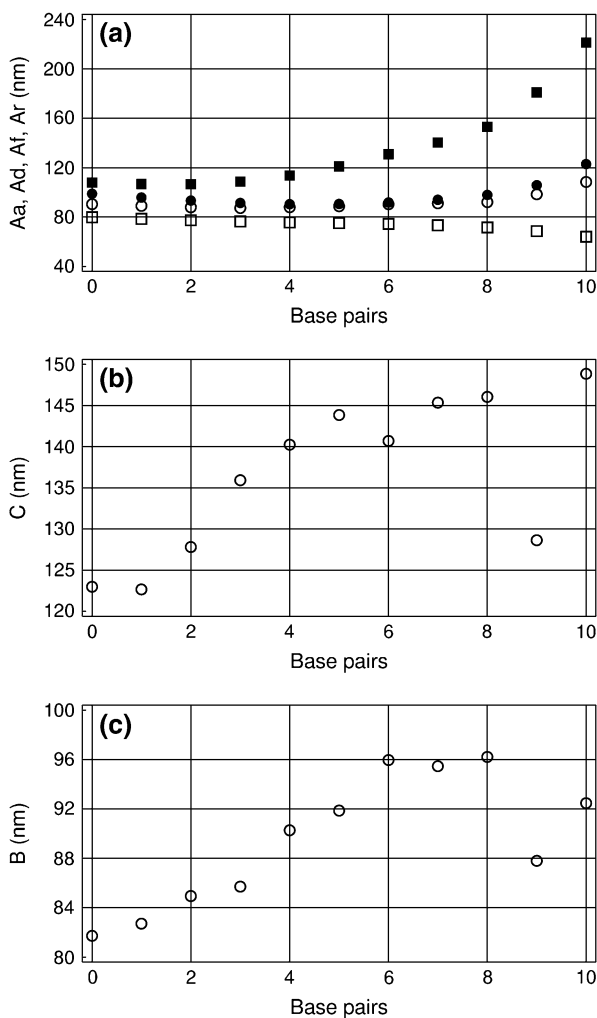 (a)
Aa, Ad, Af, Ar (nm)
240
200
160
120
80
40
0 2 4 6 8 10
Base pairs
(b)
C (nm)
150
145
140
135
130
125
120
0 2 4 6 8 10
Base pairs
(c)
B (nm)
100
96
92
88
84
80
0 2 4 6 8 10
Base pairs